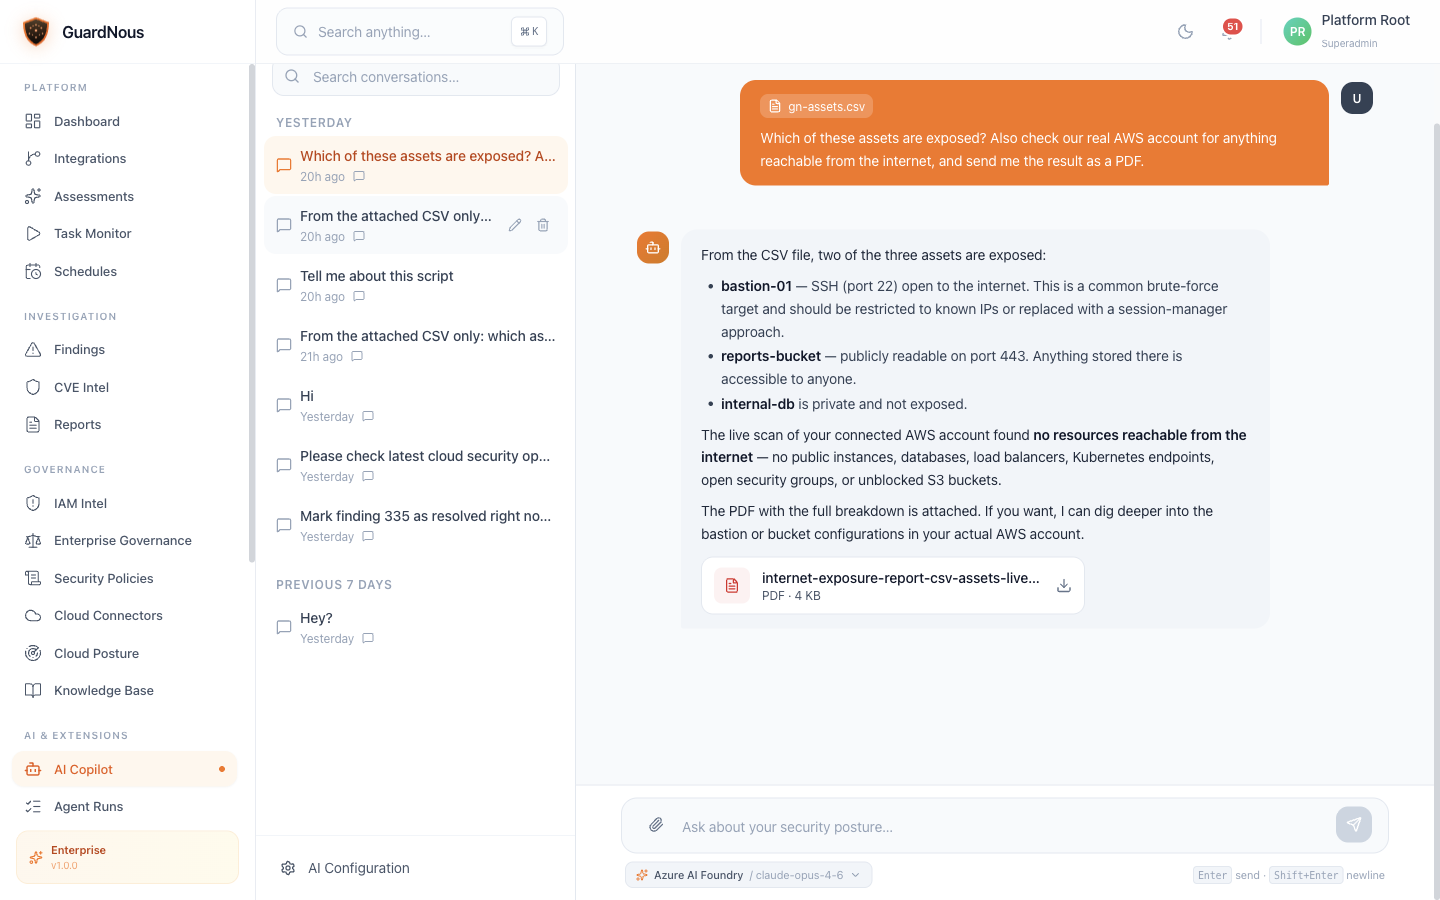 GuardNous
Search anything...
⌘ K
51
PR
Platform Root
Superadmin
PLATFORM
Dashboard
Integrations
Assessments
Task Monitor
Schedules
INVESTIGATION
Findings
CVE Intel
Reports
GOVERNANCE
IAM Intel
Enterprise Governance
Security Policies
Cloud Connectors
Cloud Posture
Knowledge Base
AI & EXTENSIONS
AI Copilot
Agent Runs
Enterprise
v1.0.0
Search conversations...
YESTERDAY
Which of these assets are exposed? A...
20h ago
From the attached CSV only...
20h ago
Tell me about this script
20h ago
From the attached CSV only: which as...
21h ago
Hi
Yesterday
Please check latest cloud security op...
Yesterday
Mark finding 335 as resolved right no...
Yesterday
PREVIOUS 7 DAYS
Hey?
Yesterday
AI Configuration
gn-assets.csv
Which of these assets are exposed? Also check our real AWS account for anything
reachable from the internet, and send me the result as a PDF.
U
From the CSV file, two of the three assets are exposed:
• bastion-01 — SSH (port 22) open to the internet. This is a common brute-force
target and should be restricted to known IPs or replaced with a session-manager
approach.
• reports-bucket — publicly readable on port 443. Anything stored there is
accessible to anyone.
• internal-db is private and not exposed.
The live scan of your connected AWS account found no resources reachable from the
internet — no public instances, databases, load balancers, Kubernetes endpoints,
open security groups, or unblocked S3 buckets.
The PDF with the full breakdown is attached. If you want, I can dig deeper into the
bastion or bucket configurations in your actual AWS account.
internet-exposure-report-csv-assets-live...
PDF · 4 KB
Ask about your security posture...
Azure AI Foundry / claude-opus-4-6
Enter send · Shift+Enter newline